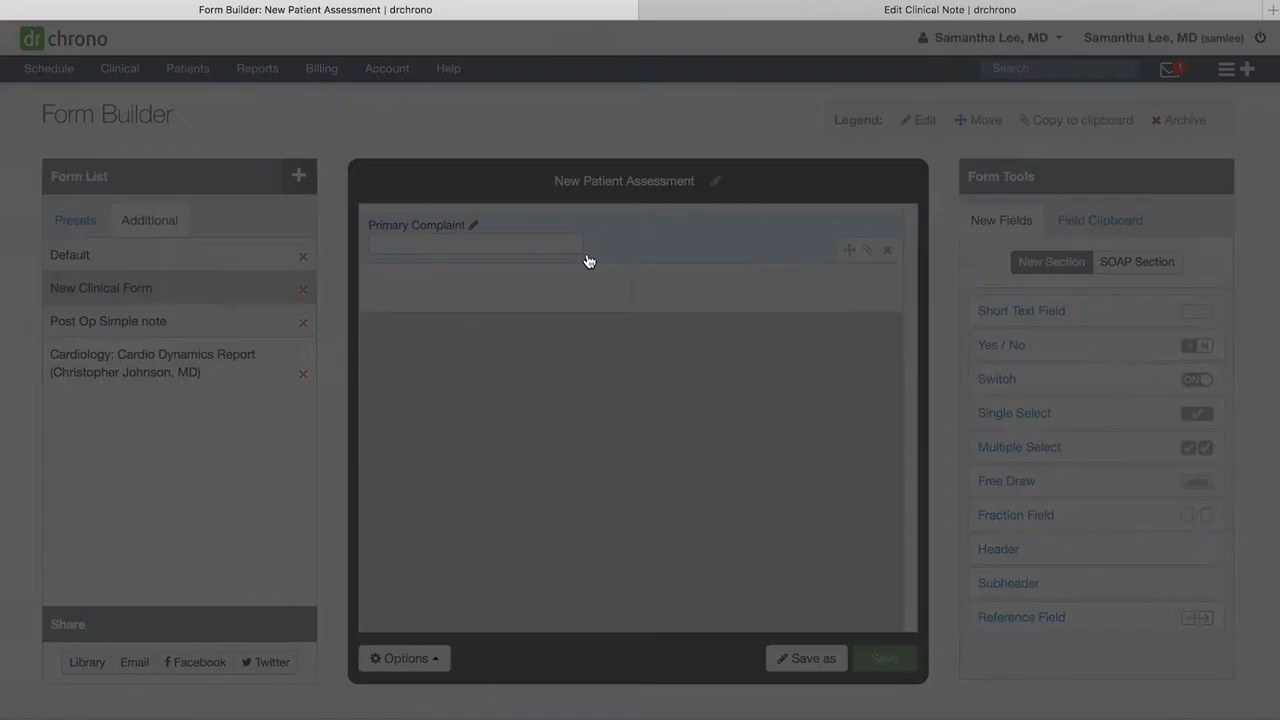 Form Builder: New Patient Assessment | drchrono
Edit Clinical Note | drchrono
drchrono
Samantha Lee, MD
Samantha Lee, MD (samlee)
Schedule
Clinical
Patients
Reports
Billing
Account
Help
Search
1
Form Builder
Legend:
Edit
Move
Copy to clipboard
Archive
Form List
Presets
Additional
Default
New Clinical Form
Post Op Simple note
Cardiology: Cardio Dynamics Report
(Christopher Johnson, MD)
Share
Library
Email
Facebook
Twitter
New Patient Assessment
Primary Complaint
Options
Save as
Save
Form Tools
New Fields
Field Clipboard
New Section
SOAP Section
Short Text Field
Yes / No
Y N
Switch
ON
Single Select
Multiple Select
Free Draw
Fraction Field
Header
Subheader
Reference Field